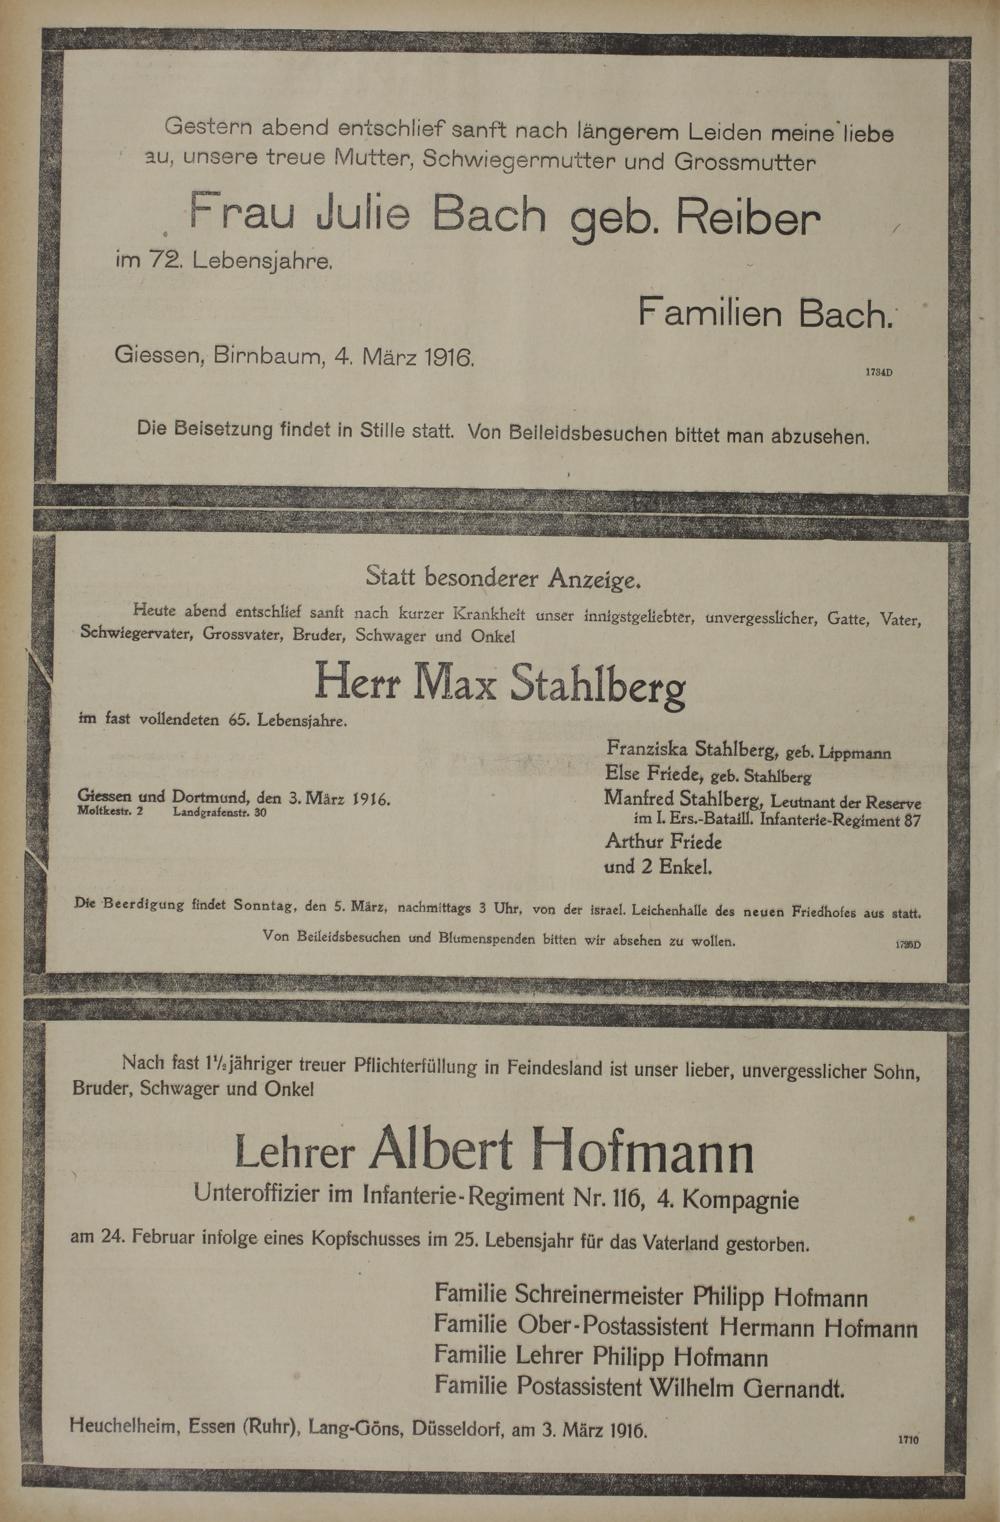 Gestern abend entschlief sanft nach längerem Leiden meine liebe
au, unsere treue Mutter, Schwiegermutter und Grossmutter
Frau Julie Bach geb. Reiber
im 72. Lebensjahre.
Familien Bach.
Giessen, Birnbaum, 4. März 1916.
1734D
Die Beisetzung findet in Stille statt. Von Beileidsbesuchen bittet man abzusehen.
Statt besonderer Anzeige.
Heute abend entschlief sanft nach kurzer Krankheit unser innigstgeliebter, unvergesslicher, Gatte, Vater,
Schwiegervater, Grossvater, Bruder, Schwager und Onkel
Herr Max Stahlberg
im fast vollendeten 65. Lebensjahre.
Franziska Stahlberg, geb. Lippmann
Else Friede, geb. Stahlberg
Giessen und Dortmund, den 3. März 1916.
Moltkestr. 2 Landgrafenstr. 30
Manfred Stahlberg, Leutnant der Reserve
im I. Ers.-Bataill. Infanterie-Regiment 87
Arthur Friede
und 2 Enkel.
Die Beerdigung findet Sonntag, den 5. März, nachmittags 3 Uhr, von der israel. Leichenhalle des neuen Friedhofes aus statt.
Von Beileidsbesuchen und Blumenspenden bitten wir absehen zu wollen.
Nach fast 1½jähriger treuer Pflichterfüllung in Feindesland ist unser lieber, unvergesslicher Sohn,
Bruder, Schwager und Onkel
Lehrer Albert Hofmann
Unteroffizier im Infanterie-Regiment Nr. 116, 4. Kompagnie
am 24. Februar infolge eines Kopfschusses im 25. Lebensjahr für das Vaterland gestorben.
Familie Schreinermeister Philipp Hofmann
Familie Ober-Postassistent Hermann Hofmann
Familie Lehrer Philipp Hofmann
Familie Postassistent Wilhelm Gernandt.
Heuchelheim, Essen (Ruhr), Lang-Göns, Düsseldorf, am 3. März 1916.
1710